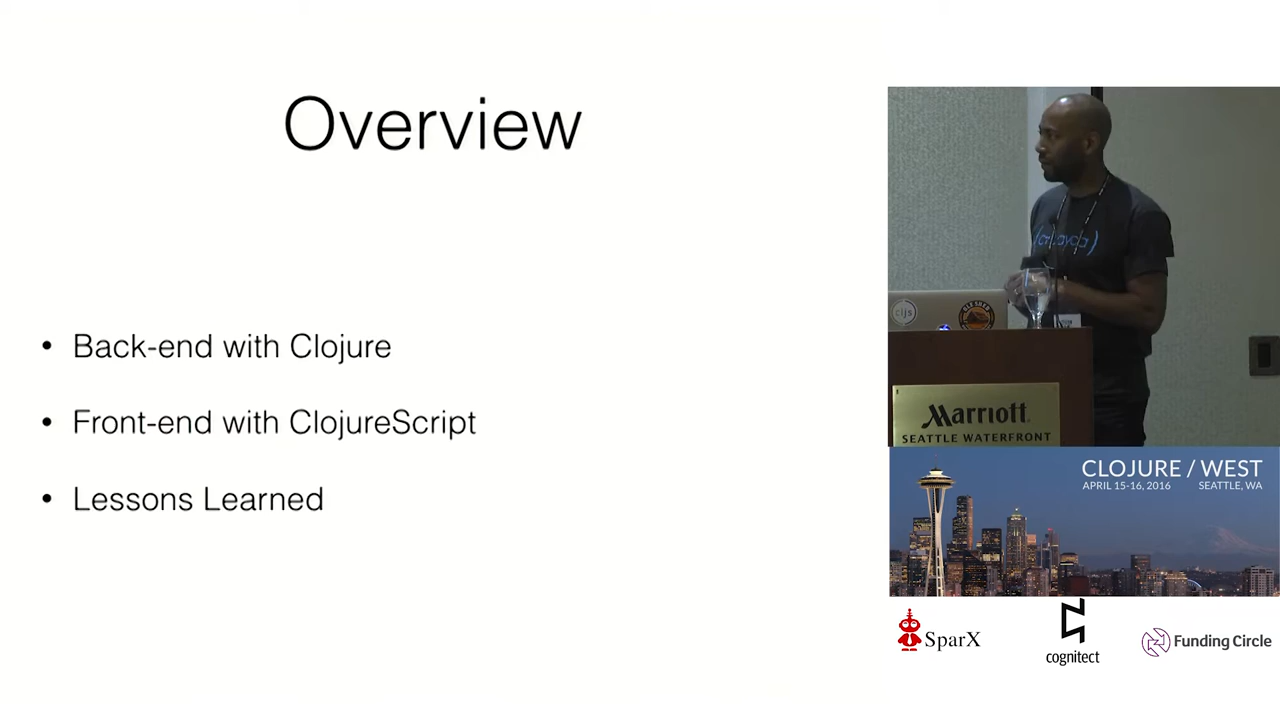 Overview
• Back-end with Clojure
• Front-end with ClojureScript
• Lessons Learned
cljs
Marriott
SEATTLE WATERFRONT
CLOJURE / WEST
APRIL 15-16, 2016 SEATTLE, WA
SparX
cognitect
Funding Circle